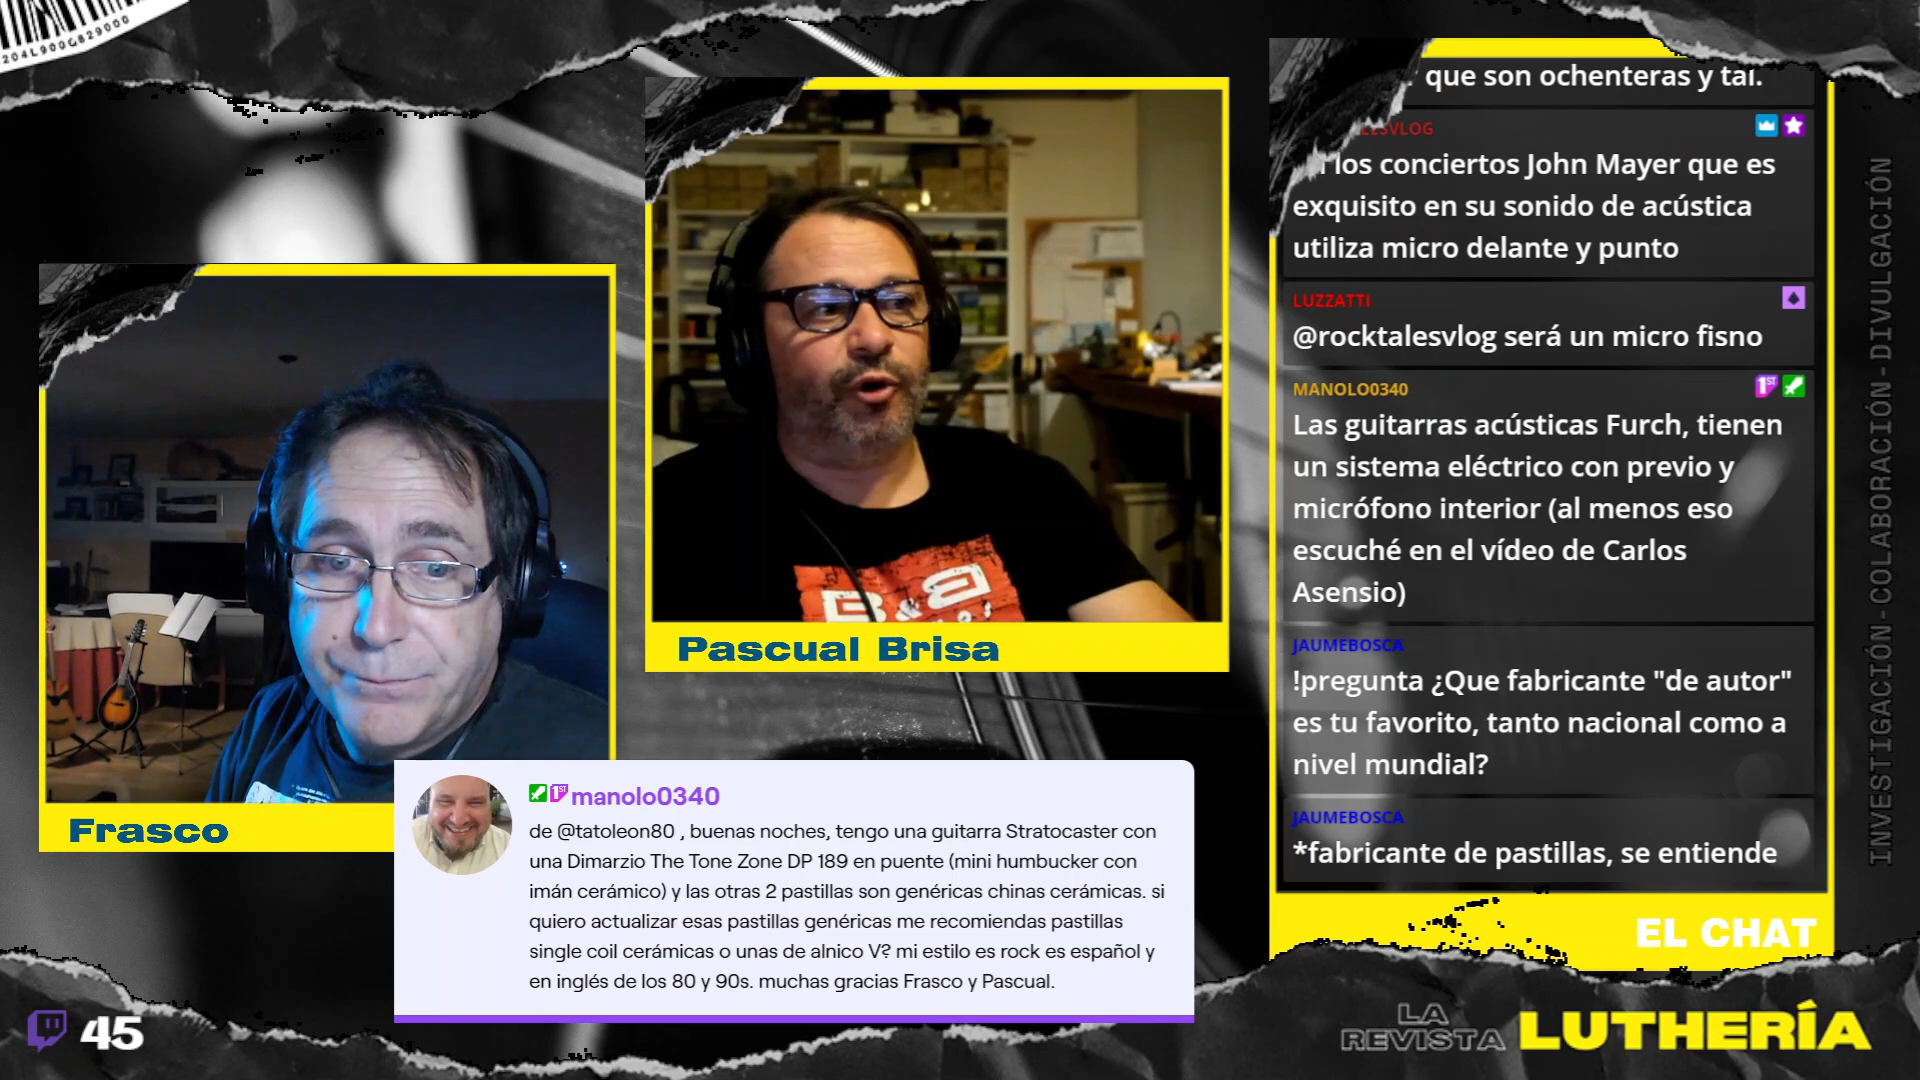 204L900G829000
Frasco
Pascual Brisa
B&B
que son ochenteras y tal.
LESVLOG
los conciertos John Mayer que es
exquisito en su sonido de acústica
utiliza micro delante y punto
LUZZATTI
@rocktalesvlog será un micro fisno
MANOLO0340
1ST
Las guitarras acústicas Furch, tienen
un sistema eléctrico con previo y
micrófono interior (al menos eso
escuché en el vídeo de Carlos
Asensio)
JAUMEBOSCA
!pregunta ¿Que fabricante "de autor"
es tu favorito, tanto nacional como a
nivel mundial?
JAUMEBOSCA
*fabricante de pastillas, se entiende
EL CHAT
INVESTIGACIÓN-COLABORACIÓN-DIVULGACIÓN
1ST manolo0340
de @tatoleon80 , buenas noches, tengo una guitarra Stratocaster con
una Dimarzio The Tone Zone DP 189 en puente (mini humbucker con
imán cerámico) y las otras 2 pastillas son genéricas chinas cerámicas. si
quiero actualizar esas pastillas genéricas me recomiendas pastillas
single coil cerámicas o unas de alnico V? mi estilo es rock es español y
en inglés de los 80 y 90s. muchas gracias Frasco y Pascual.
45
LA
REVISTA
LUTHERÍA